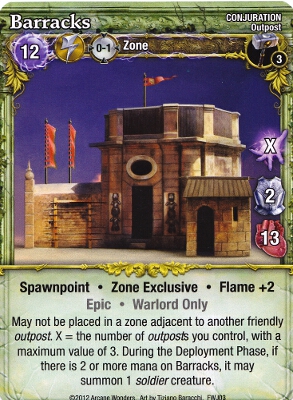 Barracks
CONJURATION
Outpost
12
0-1 Zone
3
X
2
13
Spawnpoint • Zone Exclusive • Flame +2
Epic • Warlord Only
May not be placed in a zone adjacent to another friendly
outpost. X = the number of outposts you control, with a
maximum value of 3. During the Deployment Phase, if
there is 2 or more mana on Barracks, it may
summon 1 soldier creature.
©2012 Arcane Wonders. Art by Tiziano Baracchi. FWJ03